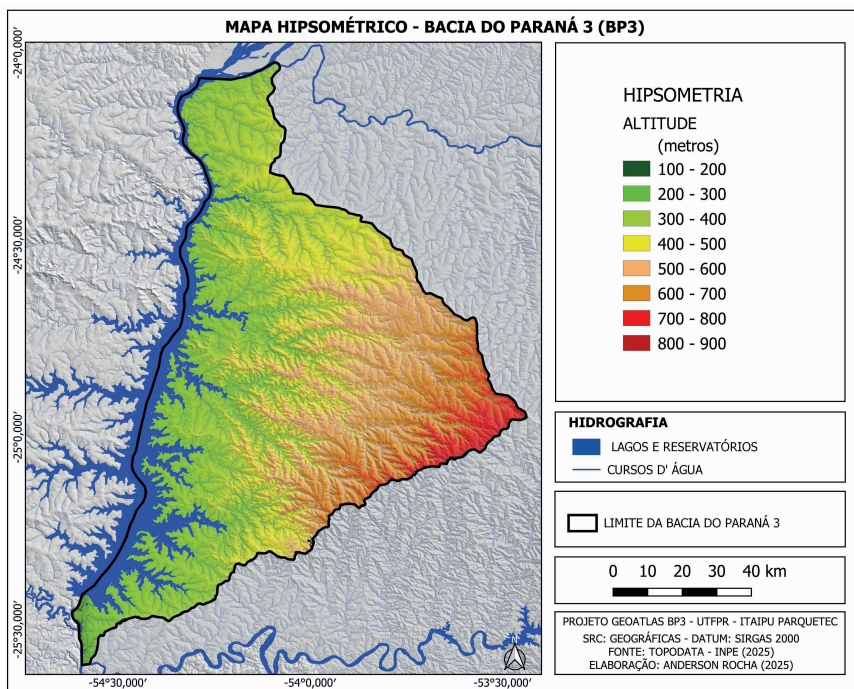 MAPA HIPSOMÉTRICO - BACIA DO PARANÁ 3 (BP3)
-24°0,000'
-24°30,000'
-25°0,000'
-25°30,000'
-54°30,000'
-54°0,000'
-53°30,000'
HIPSOMETRIA
ALTITUDE
(metros)
100 - 200
200 - 300
300 - 400
400 - 500
500 - 600
600 - 700
700 - 800
800 - 900
HIDROGRAFIA
LAGOS E RESERVATÓRIOS
CURSOS D' ÁGUA
LIMITE DA BACIA DO PARANÁ 3
0 10 20 30 40 km
PROJETO GEOATLAS BP3 - UTFPR - ITAIPU PARQUETEC
SRC: GEOGRÁFICAS - DATUM: SIRGAS 2000
FONTE: TOPODATA - INPE (2025)
ELABORAÇÃO: ANDERSON ROCHA (2025)